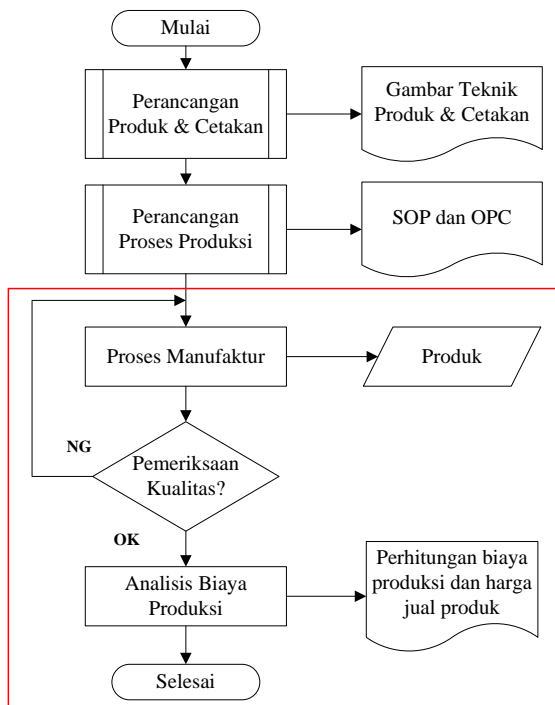 Mulai
Perancangan
Produk & Cetakan
Gambar Teknik
Produk & Cetakan
Perancangan
Proses Produksi
SOP dan OPC
Proses Manufaktur
Produk
NG
Pemeriksaan
Kualitas?
OK
Analisis Biaya
Produksi
Perhitungan biaya
produksi dan harga
jual produk
Selesai